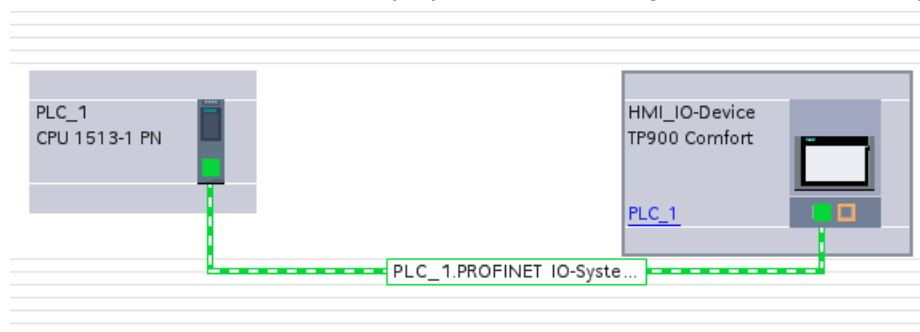 PLC_1
CPU 1513-1 PN
HMI_IO-Device
TP900 Comfort
PLC_1
PLC_1.PROFINET IO-Syste...